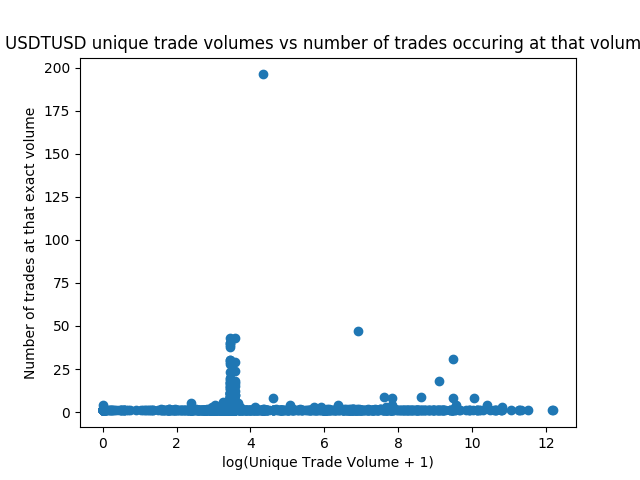 USDTUSD unique trade volumes vs number of trades occuring at that volum
200
175
150
125
100
75
50
25
0
Number of trades at that exact volume
0 2 4 6 8 10 12
log(Unique Trade Volume + 1)